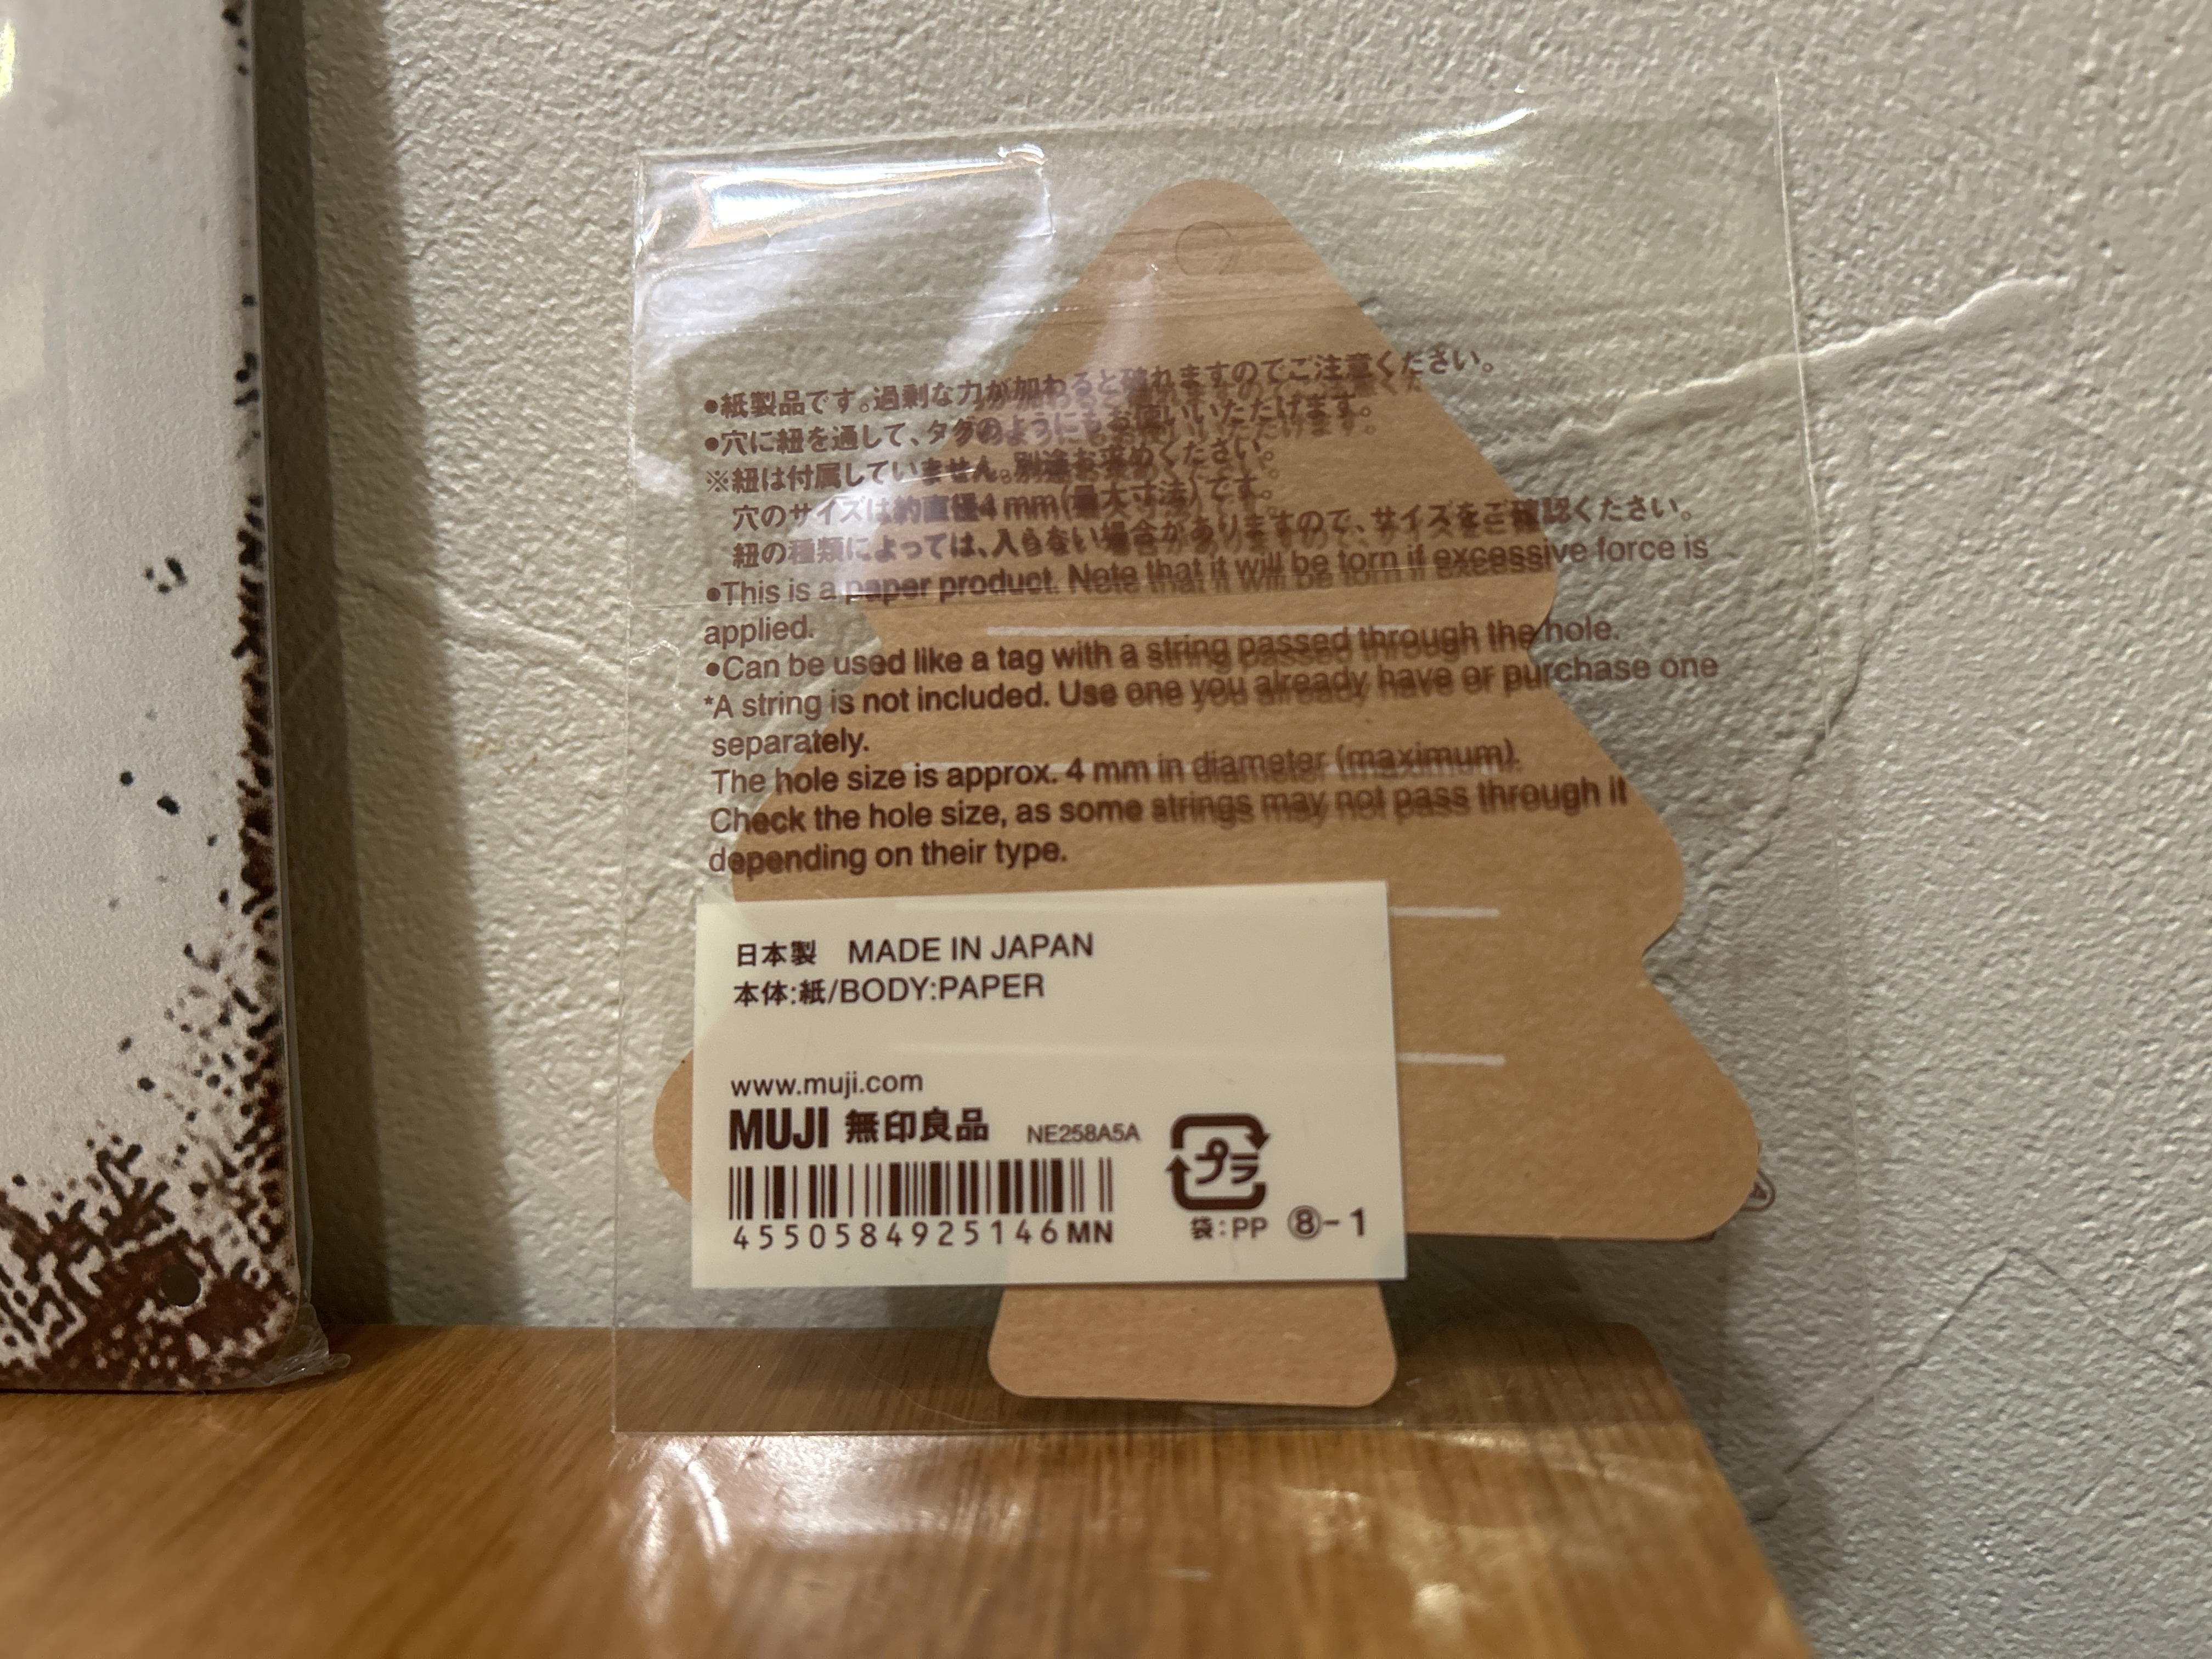 ●紙製品です。過剰な力が加わると破れますのでご注意ください。
●穴に紐を通して、タグのようにもお使いいただけます。
※紐は付属していません。別途お求めください。
穴のサイズは約直径4 mm(最大寸法)です。
紐の種類によっては、入らない場合がありますので、サイズをご確認ください。
●This is a paper product. Note that it will be torn if excessive force is
applied.
●Can be used like a tag with a string passed through the hole.
*A string is not included. Use one you already have or purchase one
separately.
The hole size is approx. 4 mm in diameter (maximum).
Check the hole size, as some strings may not pass through it
depending on their type.
日本製 MADE IN JAPAN
本体:紙/BODY:PAPER
www.muji.com
MUJI 無印良品 NE258A5A
プラ
4550584925146MN
袋:PP ⑧-1